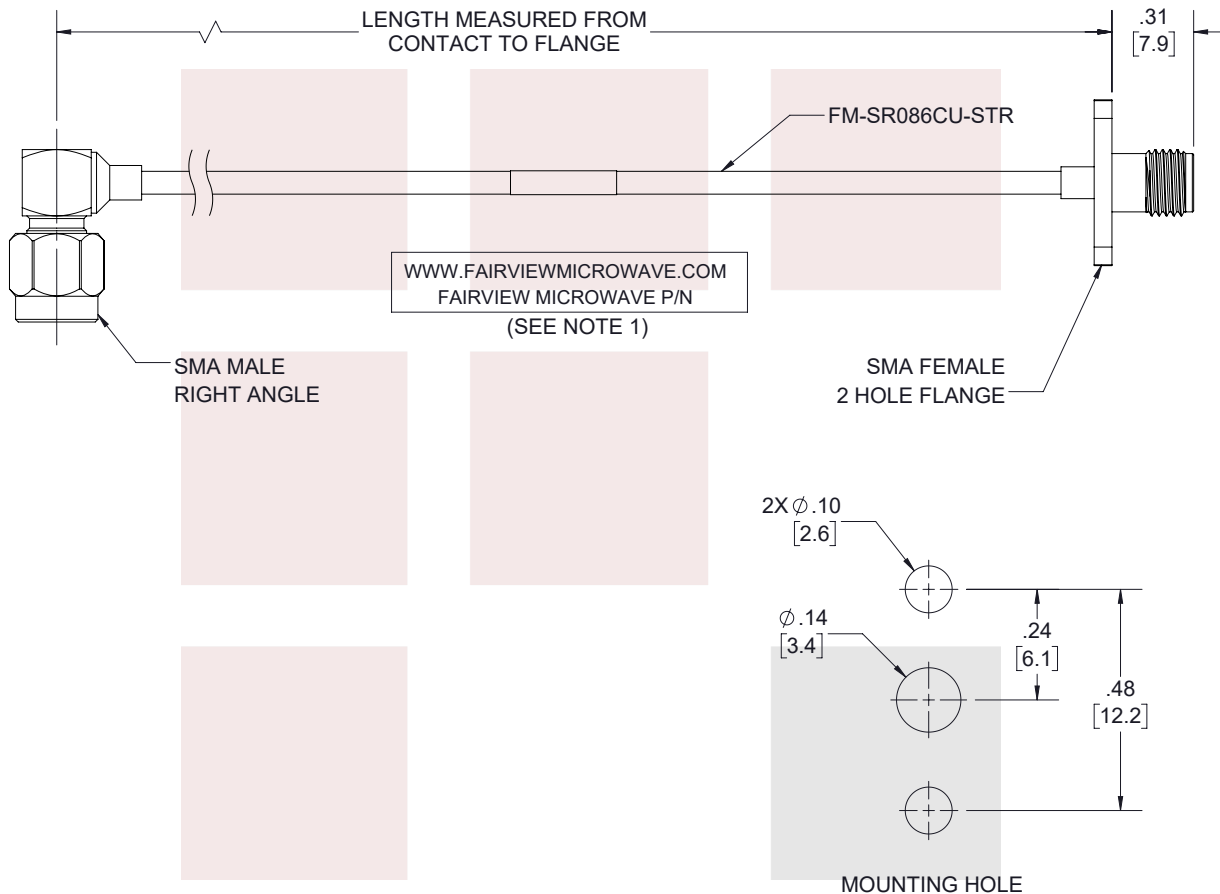 LENGTH MEASURED FROM
CONTACT TO FLANGE
.31
[7.9]
FM-SR086CU-STR
WWW.FAIRVIEWMICROWAVE.COM
FAIRVIEW MICROWAVE P/N
(SEE NOTE 1)
SMA MALE
RIGHT ANGLE
SMA FEMALE
2 HOLE FLANGE
2X Ø.10
[2.6]
Ø.14
[3.4]
.24
[6.1]
.48
[12.2]
MOUNTING HOLE